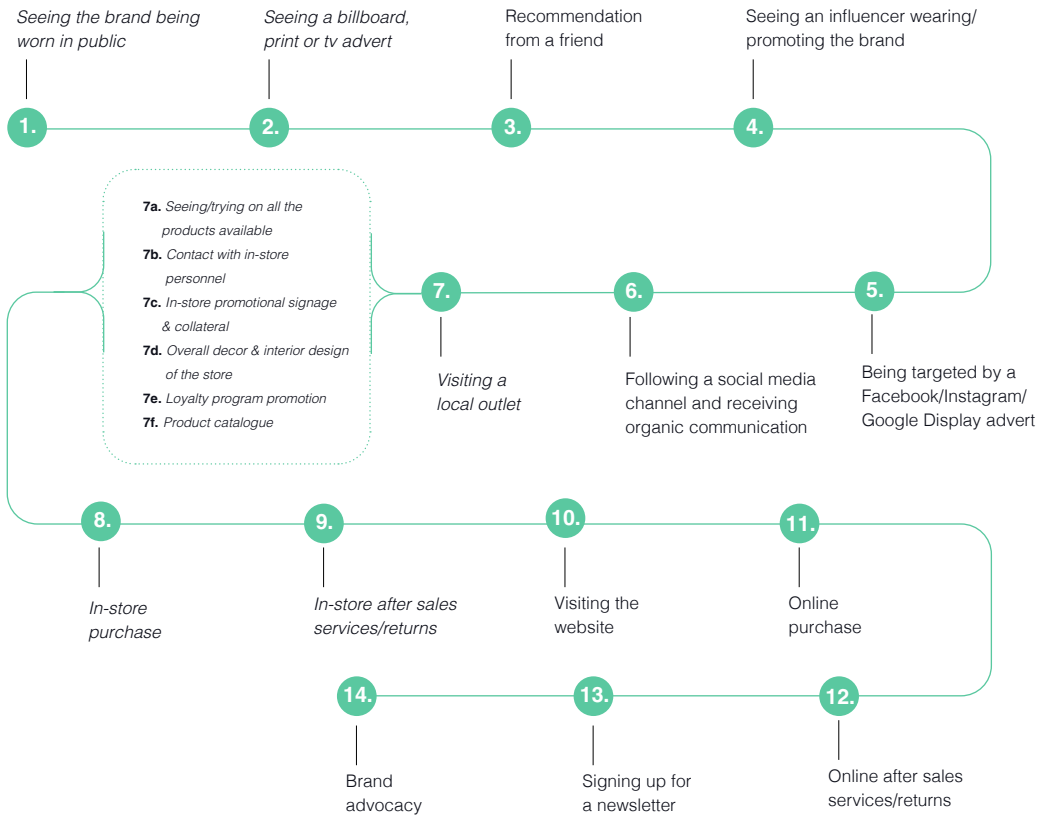 Seeing the brand being
worn in public
Seeing a billboard,
print or tv advert
Recommendation
from a friend
Seeing an influencer wearing/
promoting the brand
1.
2.
3.
4.
7a. Seeing/trying on all the
products available
7b. Contact with in-store
personnel
7c. In-store promotional signage
& collateral
7d. Overall decor & interior design
of the store
7e. Loyalty program promotion
7f. Product catalogue
7.
6.
5.
Visiting a
local outlet
Following a social media
channel and receiving
organic communication
Being targeted by a
Facebook/Instagram/
Google Display advert
8.
9.
10.
11.
In-store
purchase
In-store after sales
services/returns
Visiting the
website
Online
purchase
14.
13.
12.
Brand
advocacy
Signing up for
a newsletter
Online after sales
services/returns